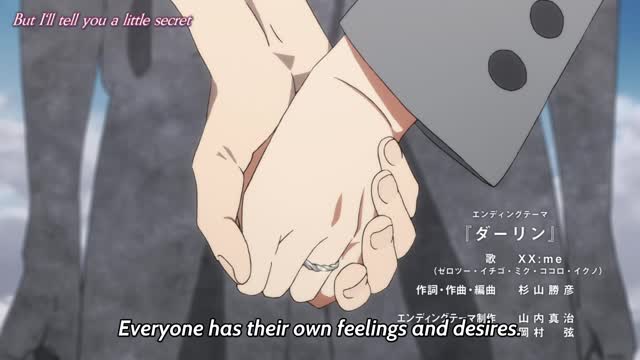 But I'll tell you a little secret
エンディングテーマ
『ダーリン』
歌 XX:me
(ゼロツー・イチゴ・ミク・ココロ・イクノ)
作詞・作曲・編曲 杉山勝彦
エンディングテーマ制作 山内真治
岡村 弦
Everyone has their own feelings and desires.